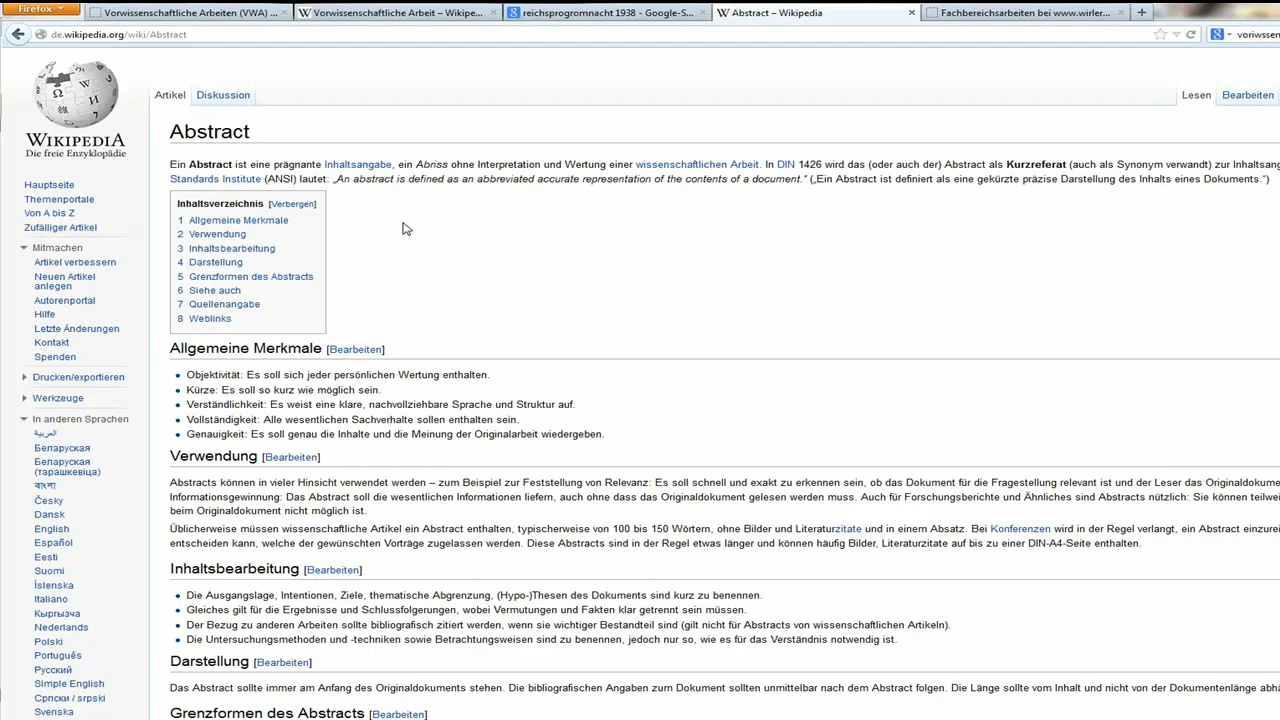 Firefox
Vorwissenschaftliche Arbeiten (VWA) ...
Vorwissenschaftliche Arbeit – Wikipe...
reichsprogromnacht 1938 - Google-S...
Abstract – Wikipedia
Fachbereichsarbeiten bei www.wirler...
de.wikipedia.org/wiki/Abstract
voriwssen
Artikel
Diskussion
Lesen
Bearbeiten
WIKIPEDIA
Die freie Enzyklopädie
Hauptseite
Themenportale
Von A bis Z
Zufälliger Artikel
Mitmachen
Artikel verbessern
Neuen Artikel
anlegen
Autorenportal
Hilfe
Letzte Änderungen
Kontakt
Spenden
Drucken/exportieren
Werkzeuge
In anderen Sprachen
العربية
Беларуская
Беларуская
(тарашкевіца)
বাংলা
Česky
Dansk
English
Español
Eesti
Suomi
Íslenska
Italiano
Кыргызча
Nederlands
Polski
Português
Русский
Simple English
Српски / srpski
Svenska
Abstract
Ein Abstract ist eine prägnante Inhaltsangabe, ein Abriss ohne Interpretation und Wertung einer wissenschaftlichen Arbeit. In DIN 1426 wird das (oder auch der) Abstract als Kurzreferat (auch als Synonym verwandt) zur Inhaltsang
Standards Institute (ANSI) lautet: „An abstract is defined as an abbreviated accurate representation of the contents of a document.“ („Ein Abstract ist definiert als eine gekürzte präzise Darstellung des Inhalts eines Dokuments.“)
Inhaltsverzeichnis [Verbergen]
1 Allgemeine Merkmale
2 Verwendung
3 Inhaltsbearbeitung
4 Darstellung
5 Grenzformen des Abstracts
6 Siehe auch
7 Quellenangabe
8 Weblinks
Allgemeine Merkmale [Bearbeiten]
Objektivität: Es soll sich jeder persönlichen Wertung enthalten.
Kürze: Es soll so kurz wie möglich sein.
Verständlichkeit: Es weist eine klare, nachvollziehbare Sprache und Struktur auf.
Vollständigkeit: Alle wesentlichen Sachverhalte sollen enthalten sein.
Genauigkeit: Es soll genau die Inhalte und die Meinung der Originalarbeit wiedergeben.
Verwendung [Bearbeiten]
Abstracts können in vieler Hinsicht verwendet werden – zum Beispiel zur Feststellung von Relevanz: Es soll schnell und exakt zu erkennen sein, ob das Dokument für die Fragestellung relevant ist und der Leser das Originaldokume
Informationsgewinnung: Das Abstract soll die wesentlichen Informationen liefern, auch ohne dass das Originaldokument gelesen werden muss. Auch für Forschungsberichte und Ähnliches sind Abstracts nützlich: Sie können teilwei
beim Originaldokument nicht möglich ist.
Üblicherweise müssen wissenschaftliche Artikel ein Abstract enthalten, typischerweise von 100 bis 150 Wörtern, ohne Bilder und Literaturzitate und in einem Absatz. Bei Konferenzen wird in der Regel verlangt, ein Abstract einzurei
entscheiden kann, welche der gewünschten Vorträge zugelassen werden. Diese Abstracts sind in der Regel etwas länger und können häufig Bilder, Literaturzitate auf bis zu einer DIN-A4-Seite enthalten.
Inhaltsbearbeitung [Bearbeiten]
Die Ausgangslage, Intentionen, Ziele, thematische Abgrenzung, (Hypo-)Thesen des Dokuments sind kurz zu benennen.
Gleiches gilt für die Ergebnisse und Schlussfolgerungen, wobei Vermutungen und Fakten klar getrennt sein müssen.
Der Bezug zu anderen Arbeiten sollte bibliografisch zitiert werden, wenn sie wichtiger Bestandteil sind (gilt nicht für Abstracts von wissenschaftlichen Artikeln).
Die Untersuchungsmethoden und -techniken sowie Betrachtungsweisen sind zu benennen, jedoch nur so, wie es für das Verständnis notwendig ist.
Darstellung [Bearbeiten]
Das Abstract sollte immer am Anfang des Originaldokuments stehen. Die bibliografischen Angaben zum Dokument sollten unmittelbar nach dem Abstract folgen. Die Länge sollte vom Inhalt und nicht von der Dokumentenlänge abhä
Grenzformen des Abstracts [Bearbeiten]